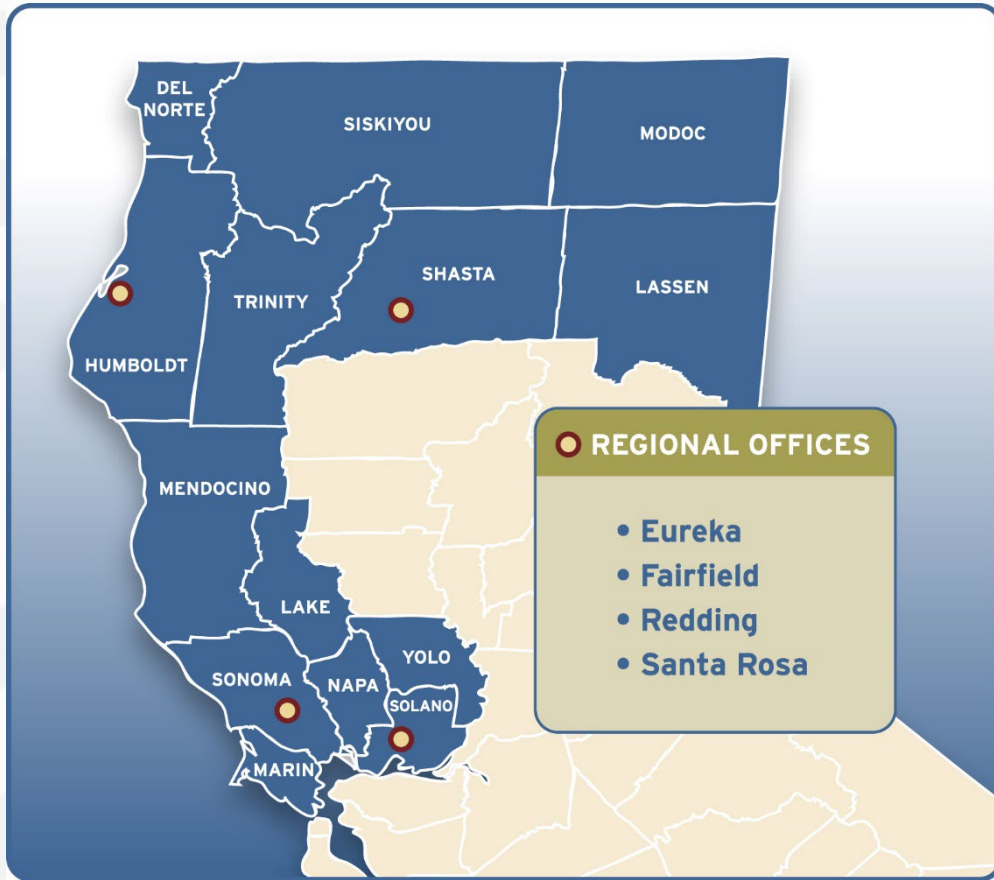 DEL
NORTE
SISKIYOU
MODOC
SHASTA
LASSEN
TRINITY
HUMBOLDT
MENDOCINO
LAKE
YOLO
SONOMA
NAPA
SOLANO
MARIN
REGIONAL OFFICES
• Eureka
• Fairfield
• Redding
• Santa Rosa